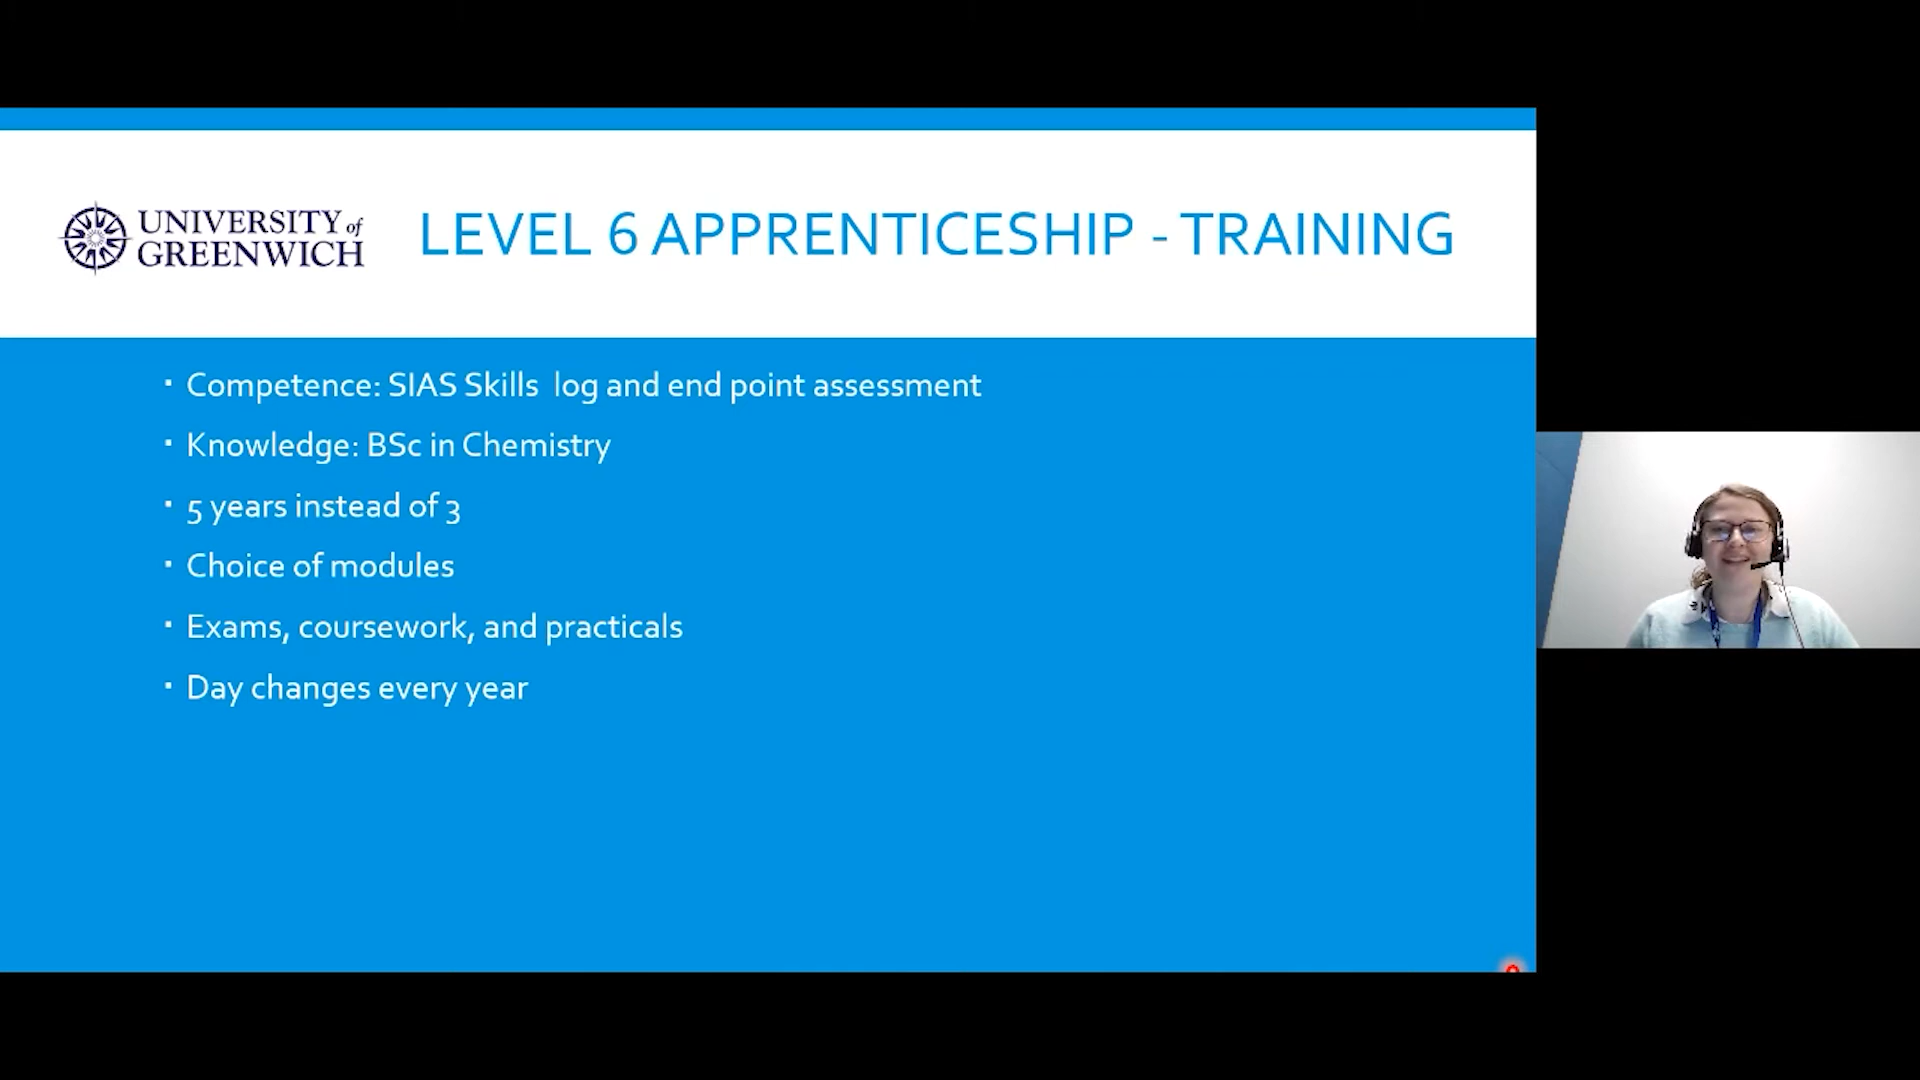 UNIVERSITY of
GREENWICH
LEVEL 6 APPRENTICESHIP - TRAINING
Competence: SIAS Skills  log and end point assessment
Knowledge: BSc in Chemistry
5 years instead of 3
Choice of modules
Exams, coursework, and practicals
Day changes every year